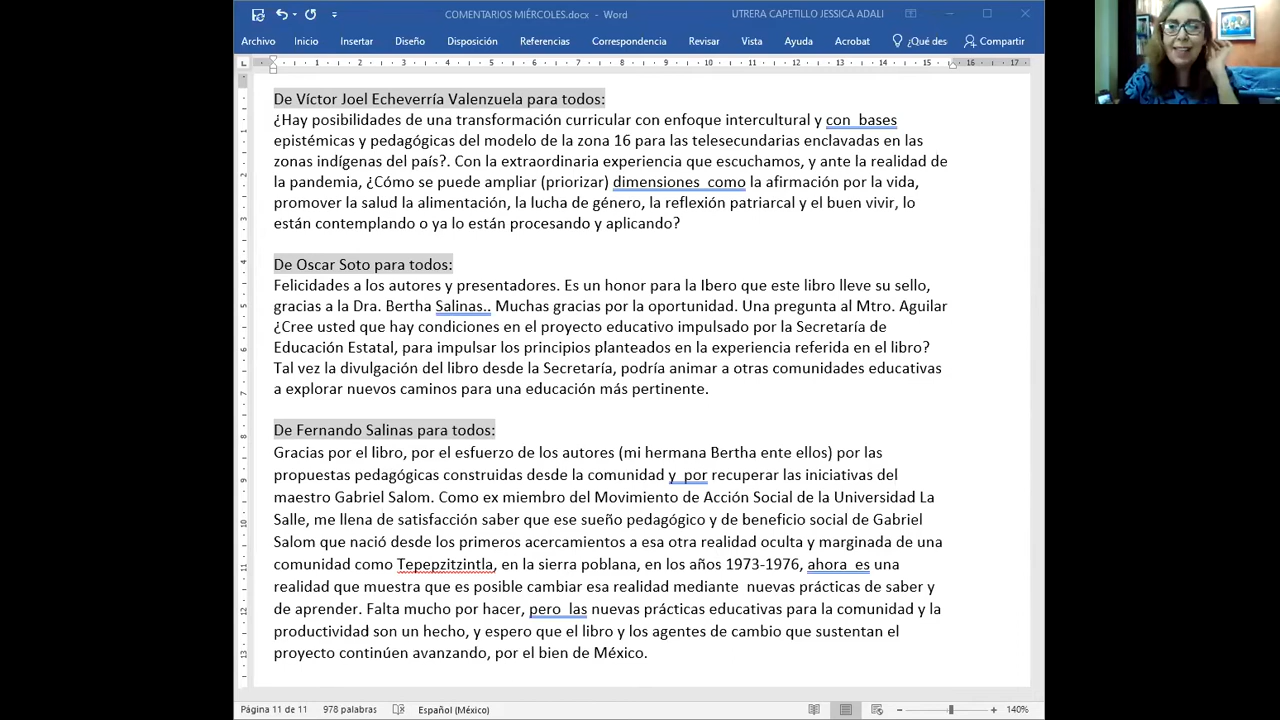 COMENTARIOS MIÉRCOLES.docx - Word
UTRERA CAPETILLO JESSICA ADALI
Archivo Inicio Insertar Diseño Disposición Referencias Correspondencia Revisar Vista Ayuda Acrobat ¿Qué des Compartir
1 2 3 4 5 6 7 8 9 10 11 12 13 14 15 16 17
De Víctor Joel Echeverría Valenzuela para todos:
¿Hay posibilidades de una transformación curricular con enfoque intercultural y con  bases
epistémicas y pedagógicas del modelo de la zona 16 para las telesecundarias enclavadas en las
zonas indígenas del país?. Con la extraordinaria experiencia que escuchamos, y ante la realidad de
la pandemia, ¿Cómo se puede ampliar (priorizar) dimensiones  como la afirmación por la vida,
promover la salud la alimentación, la lucha de género, la reflexión patriarcal y el buen vivir, lo
están contemplando o ya lo están procesando y aplicando?
De Oscar Soto para todos:
Felicidades a los autores y presentadores. Es un honor para la Ibero que este libro lleve su sello,
gracias a la Dra. Bertha Salinas.. Muchas gracias por la oportunidad. Una pregunta al Mtro. Aguilar
¿Cree usted que hay condiciones en el proyecto educativo impulsado por la Secretaría de
Educación Estatal, para impulsar los principios planteados en la experiencia referida en el libro?
Tal vez la divulgación del libro desde la Secretaría, podría animar a otras comunidades educativas
a explorar nuevos caminos para una educación más pertinente.
De Fernando Salinas para todos:
Gracias por el libro, por el esfuerzo de los autores (mi hermana Bertha ente ellos) por las
propuestas pedagógicas construidas desde la comunidad y  por recuperar las iniciativas del
maestro Gabriel Salom. Como ex miembro del Movimiento de Acción Social de la Universidad La
Salle, me llena de satisfacción saber que ese sueño pedagógico y de beneficio social de Gabriel
Salom que nació desde los primeros acercamientos a esa otra realidad oculta y marginada de una
comunidad como Tepepzitzintla, en la sierra poblana, en los años 1973-1976, ahora  es una
realidad que muestra que es posible cambiar esa realidad mediante  nuevas prácticas de saber y
de aprender. Falta mucho por hacer, pero  las nuevas prácticas educativas para la comunidad y la
productividad son un hecho, y espero que el libro y los agentes de cambio que sustentan el
proyecto continúen avanzando, por el bien de México.
Página 11 de 11 978 palabras Español (México) 140%